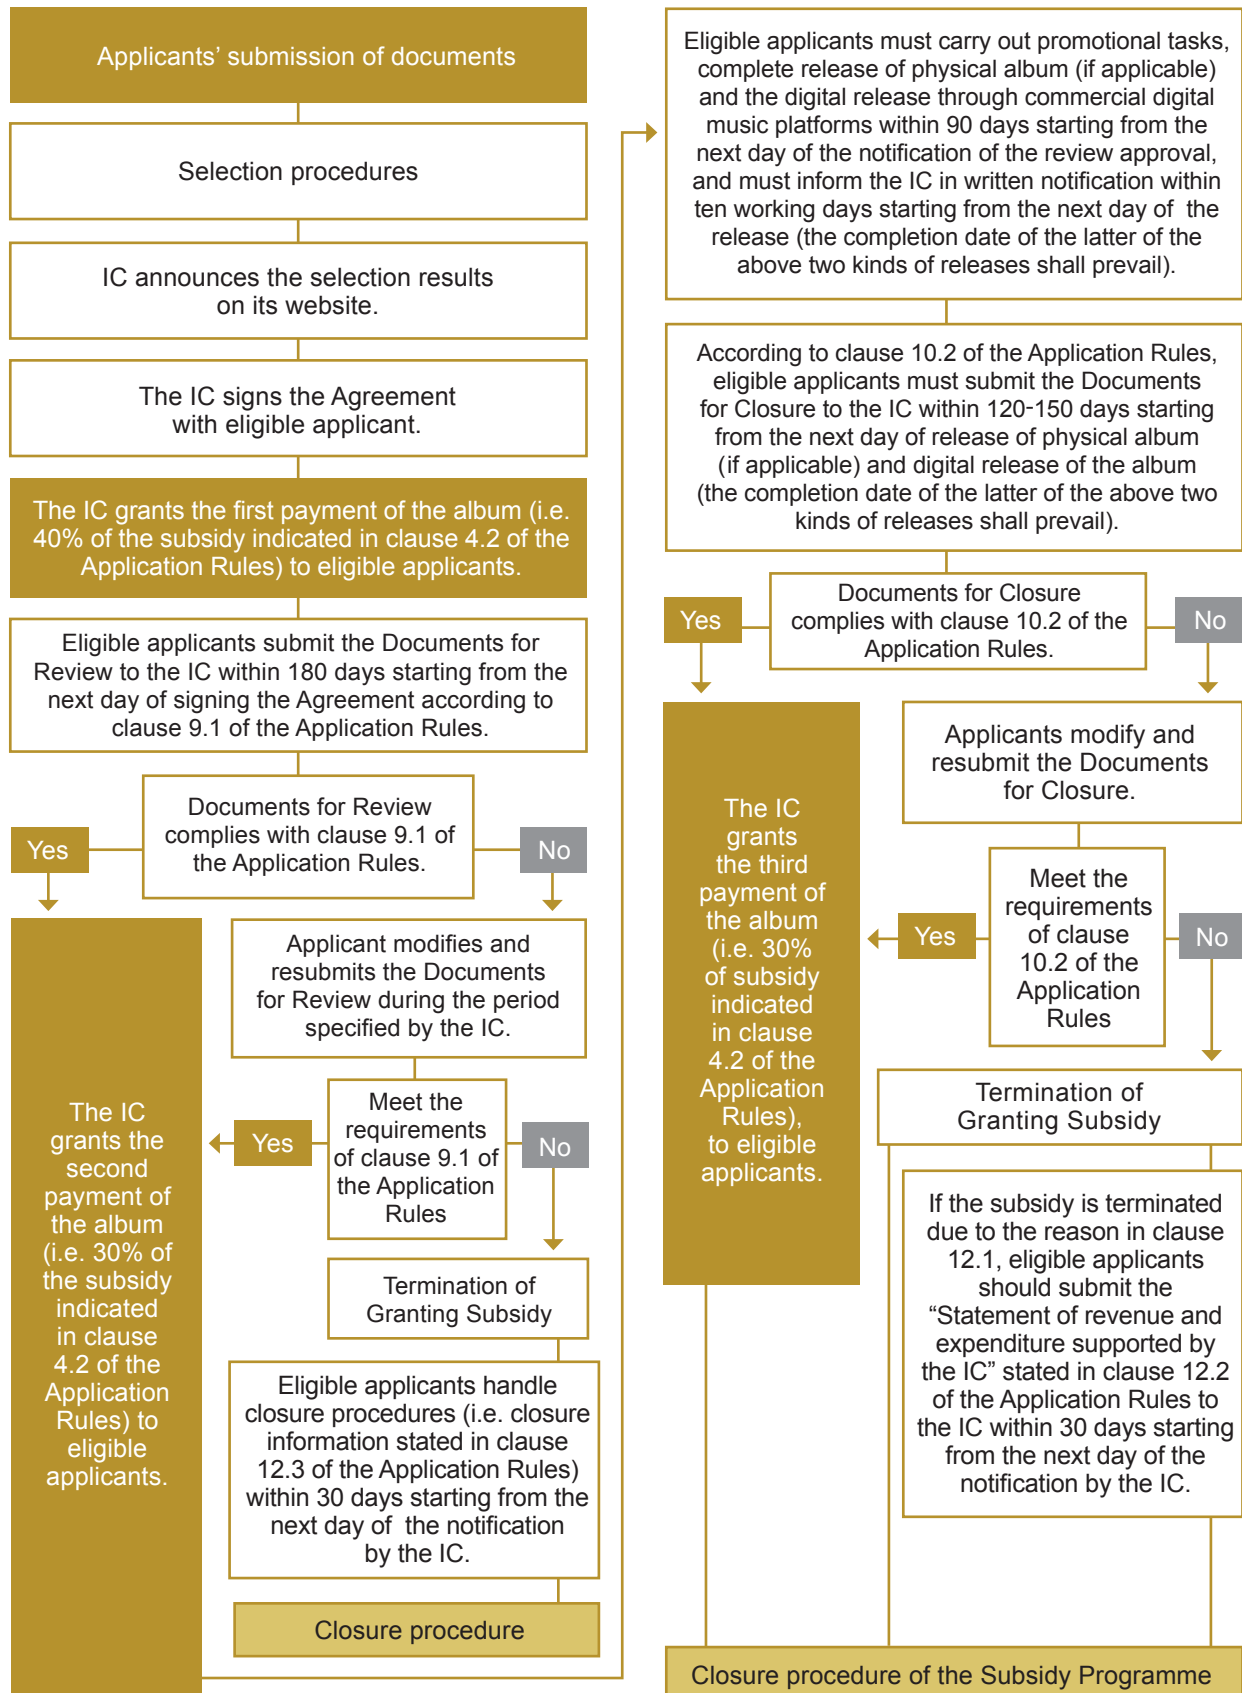 Applicants’ submission of documents
Selection procedures
IC announces the selection results
on its website.
The IC signs the Agreement
with eligible applicant.
The IC grants the first payment of the album (i.e.
40% of the subsidy indicated in clause 4.2 of the
Application Rules) to eligible applicants.
Eligible applicants submit the Documents for
Review to the IC within 180 days starting from the
next day of signing the Agreement according to
clause 9.1 of the Application Rules.
Documents for Review
complies with clause 9.1 of
the Application Rules.
Yes
No
Applicant modifies and
resubmits the Documents
for Review during the period
specified by the IC.
Meet the
requirements
of clause 9.1 of
the Application
Rules
Yes
No
The IC
grants the
second
payment of
the album
(i.e. 30% of
the subsidy
indicated
in clause
4.2 of the
Application
Rules) to
eligible
applicants.
Termination of
Granting Subsidy
Eligible applicants handle
closure procedures (i.e. closure
information stated in clause
12.3 of the Application Rules)
within 30 days starting from the
next day of the notification
by the IC.
Closure procedure
Eligible applicants must carry out promotional tasks,
complete release of physical album (if applicable)
and the digital release through commercial digital
music platforms within 90 days starting from the
next day of the notification of the review approval,
and must inform the IC in written notification within
ten working days starting from the next day of the
release (the completion date of the latter of the
above two kinds of releases shall prevail).
According to clause 10.2 of the Application Rules,
eligible applicants must submit the Documents
for Closure to the IC within 120-150 days starting
from the next day of release of physical album
(if applicable) and digital release of the album
(the completion date of the latter of the above two
kinds of releases shall prevail).
Documents for Closure
complies with clause 10.2 of the
Application Rules.
Yes
No
Applicants modify and
resubmit the Documents
for Closure.
The IC
grants
the third
payment of
the album
(i.e. 30%
of subsidy
indicated
in clause
4.2 of the
Application
Rules),
to eligible
applicants.
Meet the
requirements
of clause
10.2 of the
Application
Rules
Yes
No
Termination of
Granting Subsidy
If the subsidy is terminated
due to the reason in clause
12.1, eligible applicants
should submit the
“Statement of revenue and
expenditure supported by
the IC” stated in clause 12.2
of the Application Rules to
the IC within 30 days starting
from the next day of the
notification by the IC.
Closure procedure of the Subsidy Programme